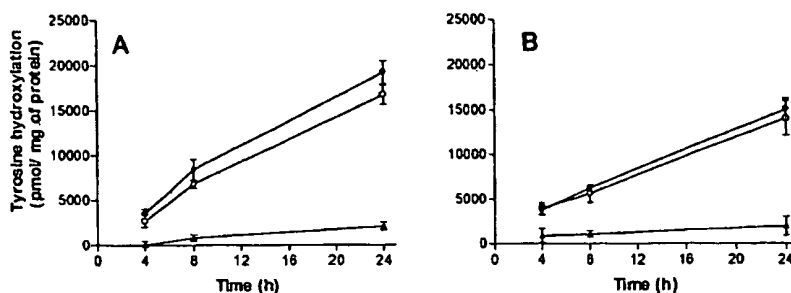 A
Tyrosine hydroxylation
(pmol/ mg of protein)
25000
20000
15000
10000
5000
0
0 4 8 12 16 20 24
Time (h)
B
25000
20000
15000
10000
5000
0
0 4 8 12 16 20 24
Time (h)